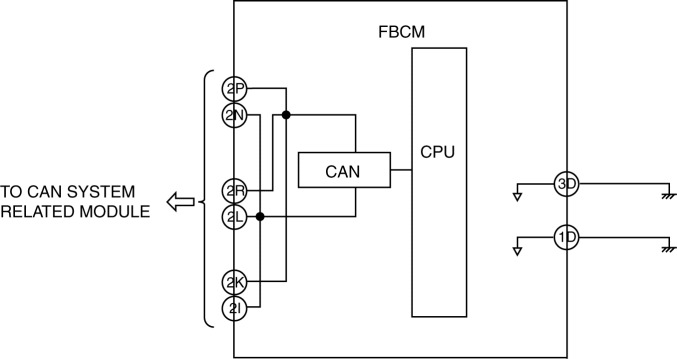 FBCM
2P
2N
CPU
CAN
2R
3D
TO CAN SYSTEM
RELATED MODULE
2L
1D
2K
2I